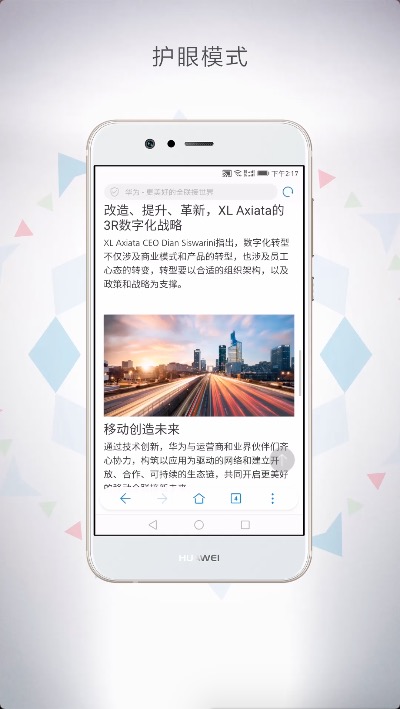 护眼模式
下午2:17
华为 - 更美好的全联接世界
改造、提升、革新，XL Axiata的
3R数字化战略
XL Axiata CEO Dian Siswarini指出，数字化转型
不仅涉及商业模式和产品的转型，也涉及员工
心态的转变，转型要以合适的组织架构，以及
政策和战略为支撑。
移动创造未来
通过技术创新，华为与运营商和业界伙伴们齐
心协力，构筑以应用为驱动的网络和建立开
放、合作、可持续的生态链，共同开启更美好
4
HUAWEI